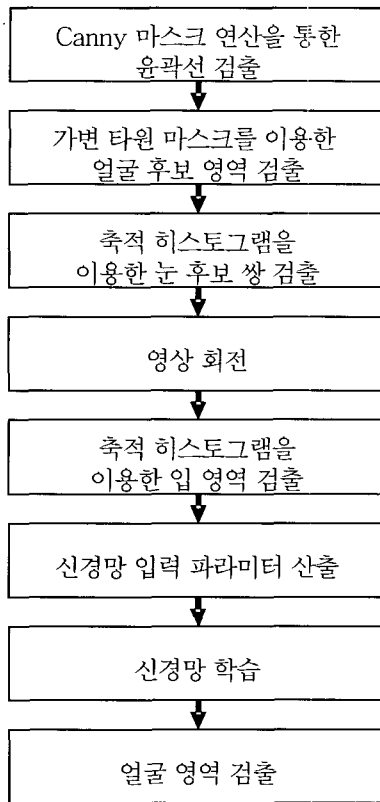 Canny 마스크 연산을 통한
윤곽선 검출
가변 타원 마스크를 이용한
얼굴 후보 영역 검출
축적 히스토그램을
이용한 눈 후보 쌍 검출
영상 회전
축적 히스토그램을
이용한 입 영역 검출
신경망 입력 파라미터 산출
신경망 학습
얼굴 영역 검출